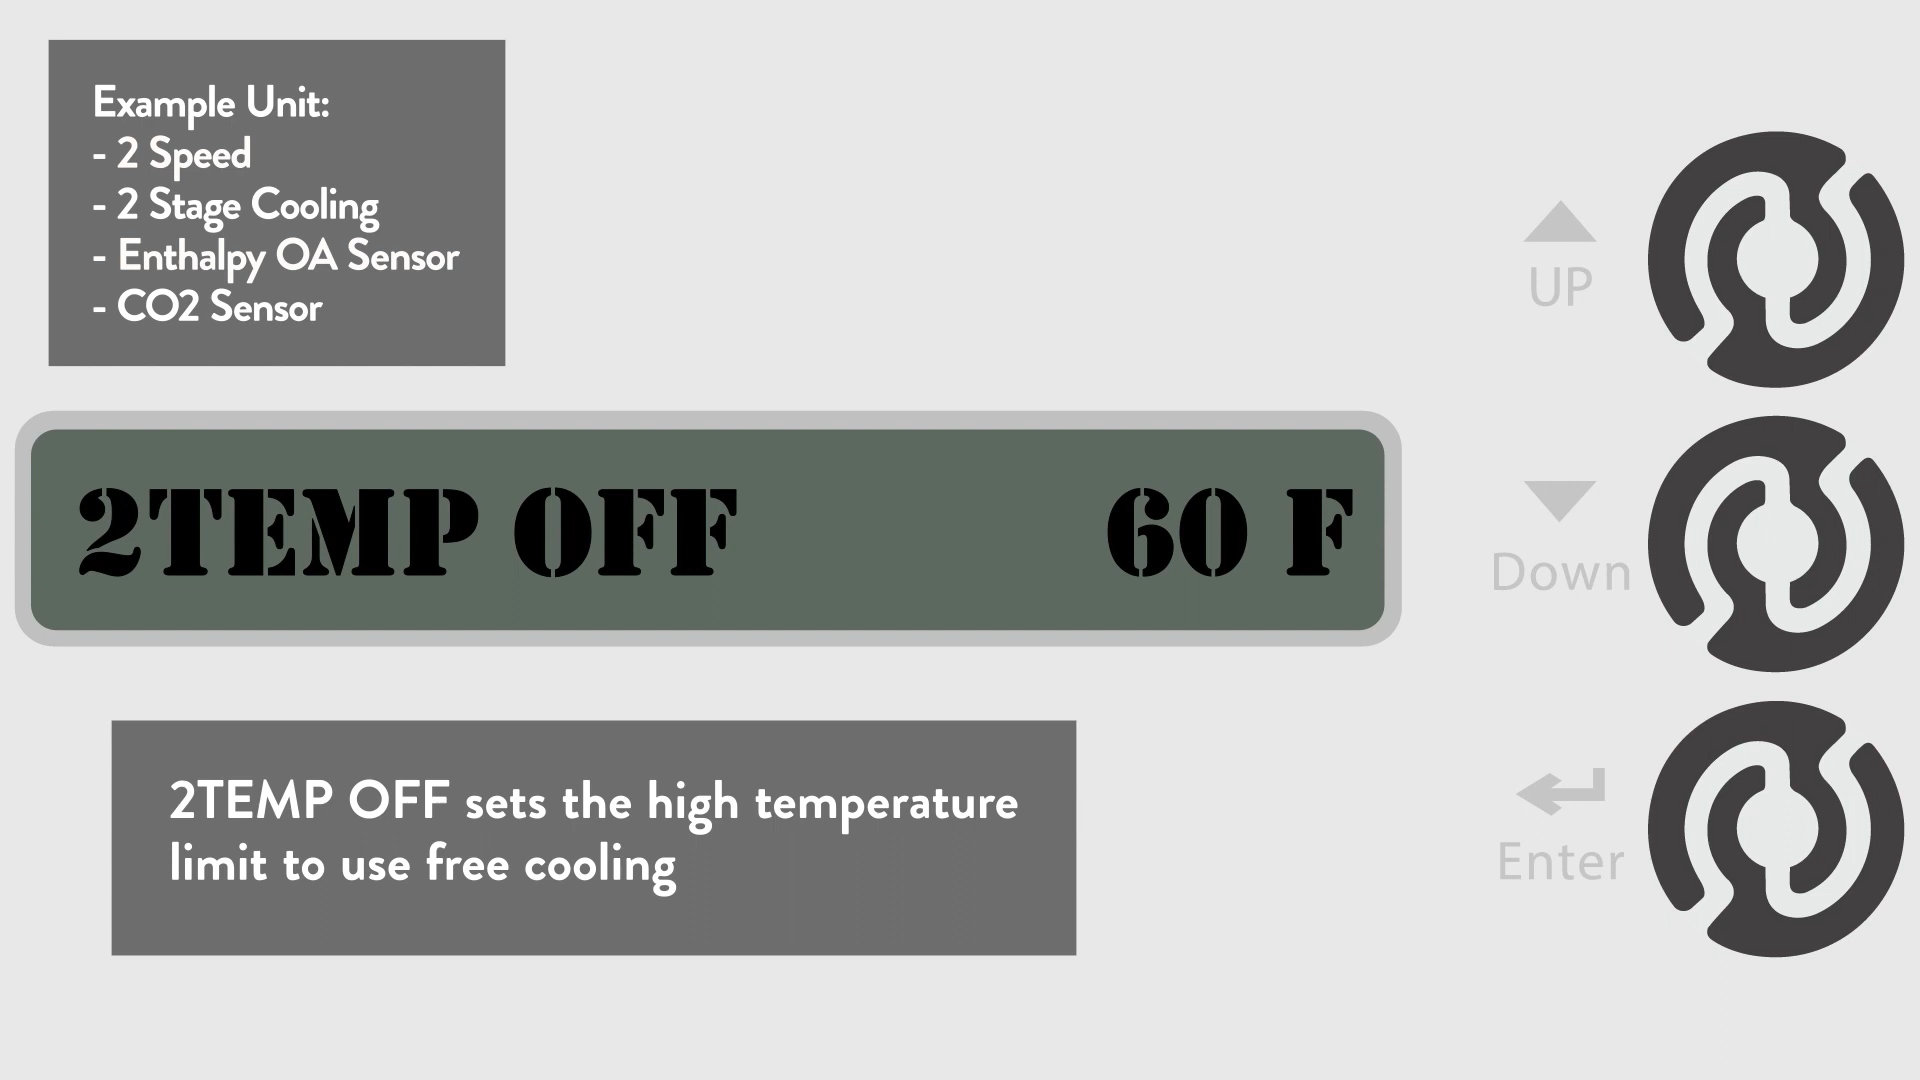 Example Unit:
- 2 Speed
- 2 Stage Cooling
- Enthalpy OA Sensor
- CO2 Sensor
UP
2TEMP OFF 60 F
Down
2TEMP OFF sets the high temperature
limit to use free cooling
Enter